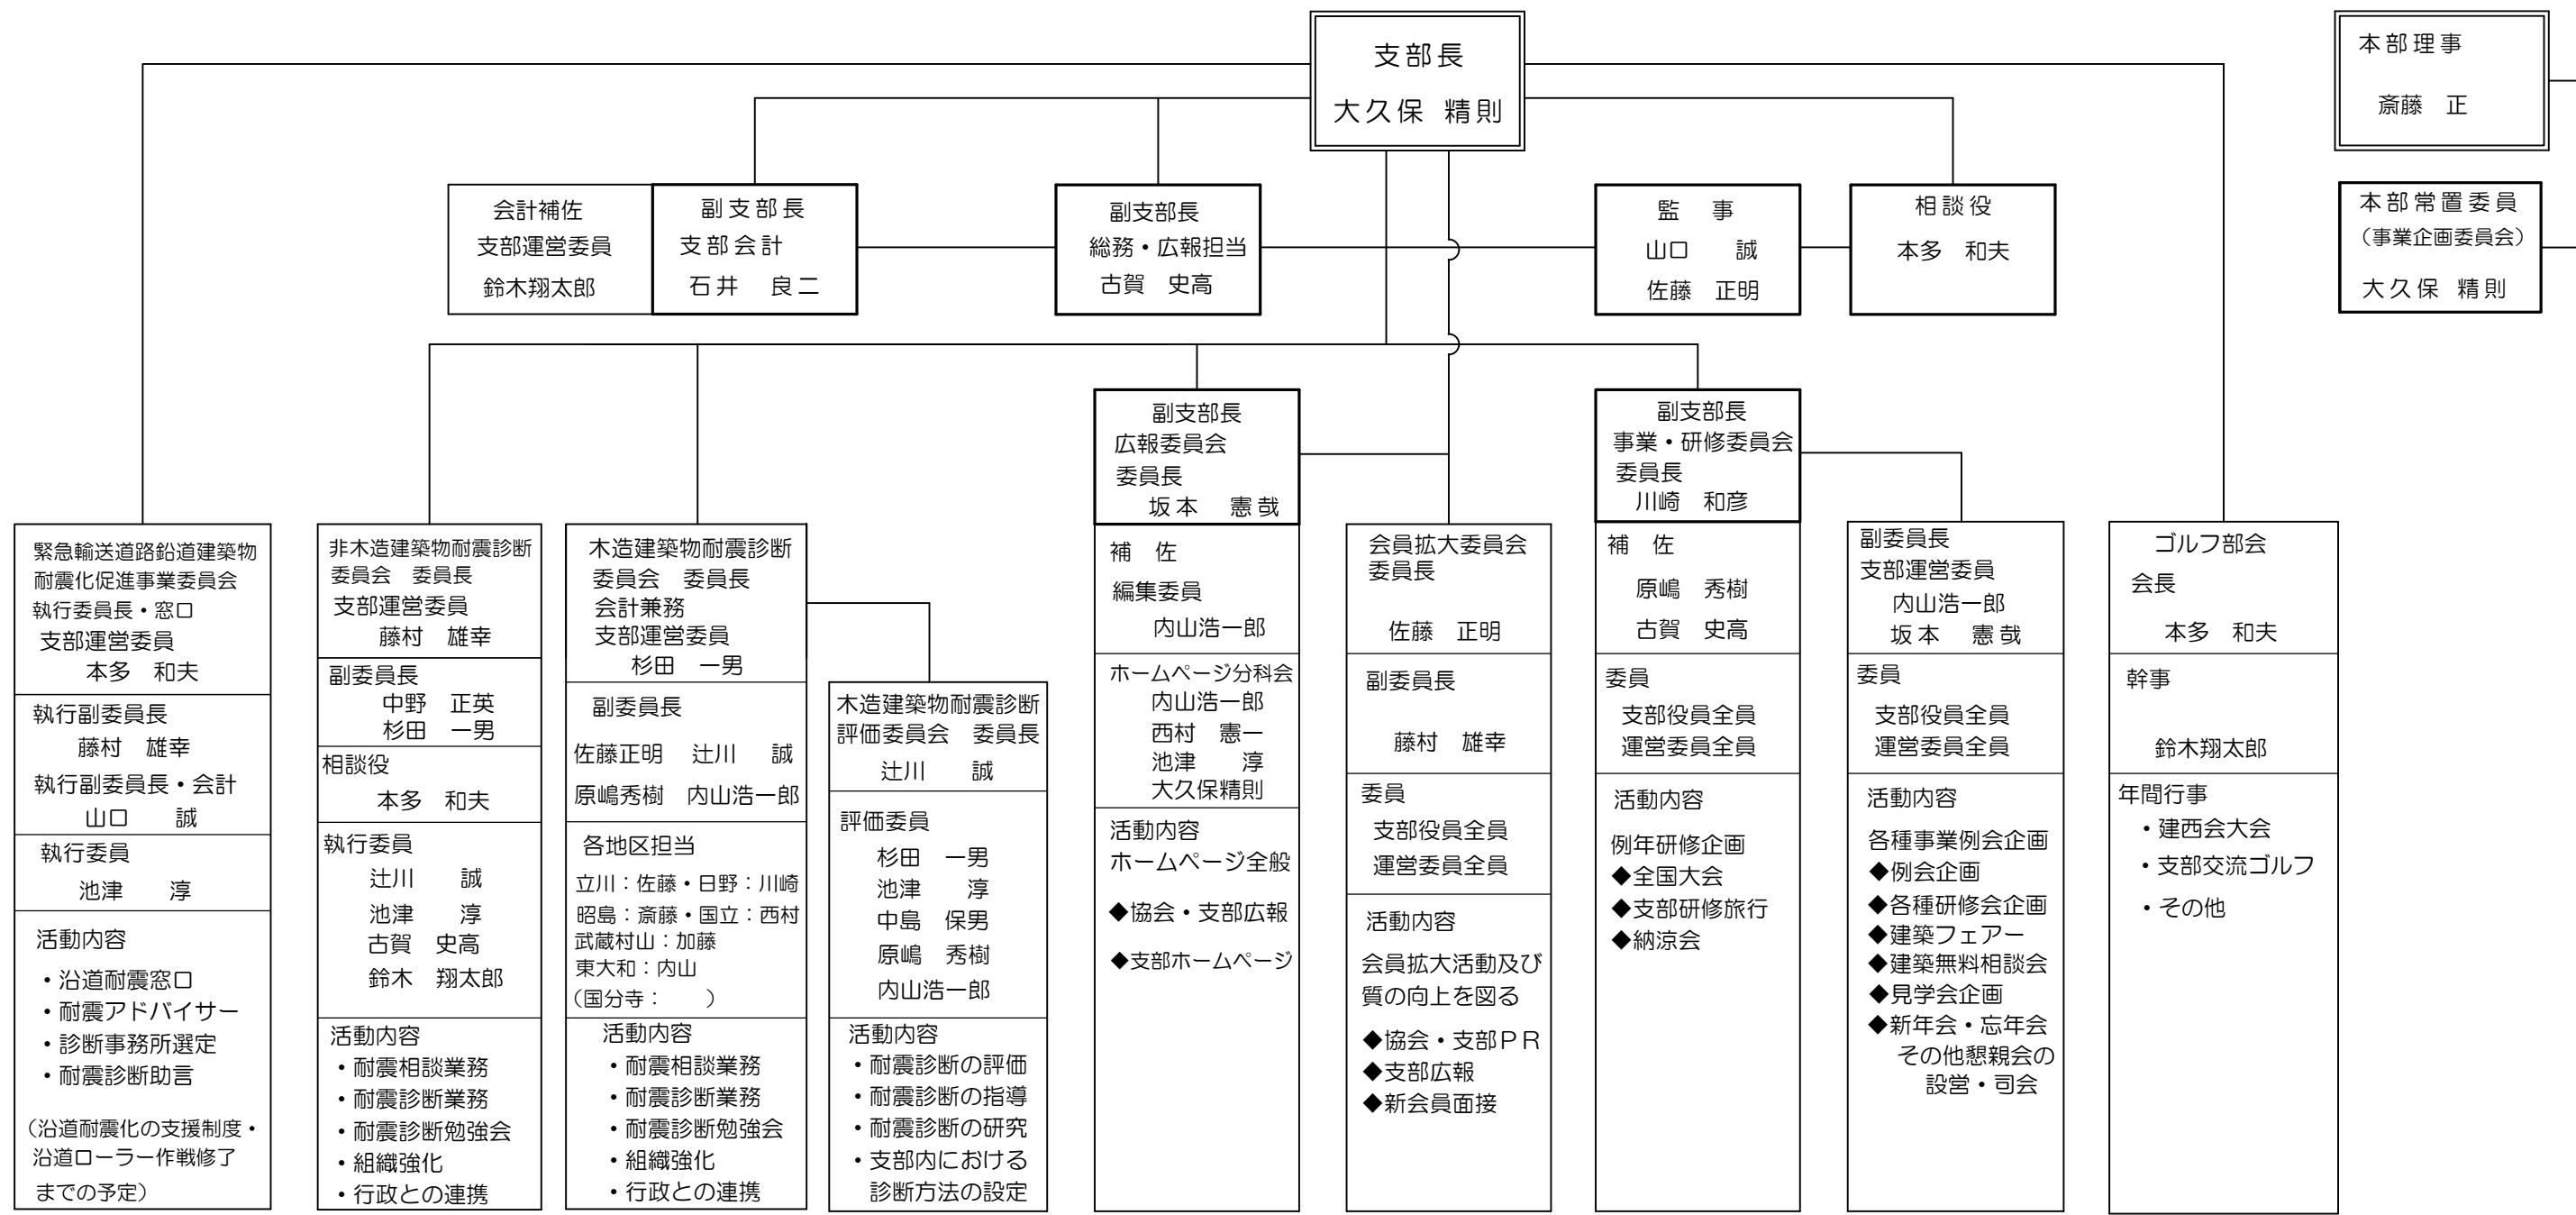 支部長
大久保 精則
本部理事
斎藤 正
会計補佐
支部運営委員
鈴木翔太郎
副支部長
支部会計
石井 良二
副支部長
総務・広報担当
古賀 史高
監 事
山口 誠
佐藤 正明
相談役
本多 和夫
本部常置委員
（事業企画委員会）
大久保 精則
副支部長
広報委員会
委員長
坂本 憲哉
副支部長
事業・研修委員会
委員長
川崎 和彦
緊急輸送道路鉛道建築物
耐震化促進事業委員会
執行委員長・窓口
支部運営委員
本多 和夫
執行副委員長
藤村 雄幸
執行副委員長・会計
山口 誠
執行委員
池津 淳
活動内容
・沿道耐震窓口
・耐震アドバイサー
・診断事務所選定
・耐震診断助言
（沿道耐震化の支援制度・
沿道ローラー作戦修了
までの予定）
非木造建築物耐震診断
委員会 委員長
支部運営委員
藤村 雄幸
副委員長
中野 正英
杉田 一男
相談役
本多 和夫
執行委員
辻川 誠
池津 淳
古賀 史高
鈴木 翔太郎
活動内容
・耐震相談業務
・耐震診断業務
・耐震診断勉強会
・組織強化
・行政との連携
木造建築物耐震診断
委員会 委員長
会計兼務
支部運営委員
杉田 一男
副委員長
佐藤正明 辻川 誠
原嶋秀樹 内山浩一郎
各地区担当
立川：佐藤・日野：川崎
昭島：斎藤・国立：西村
武蔵村山：加藤
東大和：内山
（国分寺： ）
活動内容
・耐震相談業務
・耐震診断業務
・耐震診断勉強会
・組織強化
・行政との連携
木造建築物耐震診断
評価委員会 委員長
辻川 誠
評価委員
杉田 一男
池津 淳
中島 保男
原嶋 秀樹
内山浩一郎
活動内容
・耐震診断の評価
・耐震診断の指導
・耐震診断の研究
・支部内における
診断方法の設定
補 佐
編集委員
内山浩一郎
ホームページ分科会
内山浩一郎
西村 憲一
池津 淳
大久保精則
活動内容
ホームページ全般
◆協会・支部広報
◆支部ホームページ
会員拡大委員会
委員長
佐藤 正明
副委員長
藤村 雄幸
委員
支部役員全員
運営委員全員
活動内容
会員拡大活動及び
質の向上を図る
◆協会・支部ＰＲ
◆支部広報
◆新会員面接
補 佐
原嶋 秀樹
古賀 史高
委員
支部役員全員
運営委員全員
活動内容
例年研修企画
◆全国大会
◆支部研修旅行
◆納涼会
副委員長
支部運営委員
内山浩一郎
坂本 憲哉
委員
支部役員全員
運営委員全員
活動内容
各種事業例会企画
◆例会企画
◆各種研修会企画
◆建築フェアー
◆建築無料相談会
◆見学会企画
◆新年会・忘年会
その他懇親会の
設営・司会
ゴルフ部会
会長
本多 和夫
幹事
鈴木翔太郎
年間行事
・建西会大会
・支部交流ゴルフ
・その他